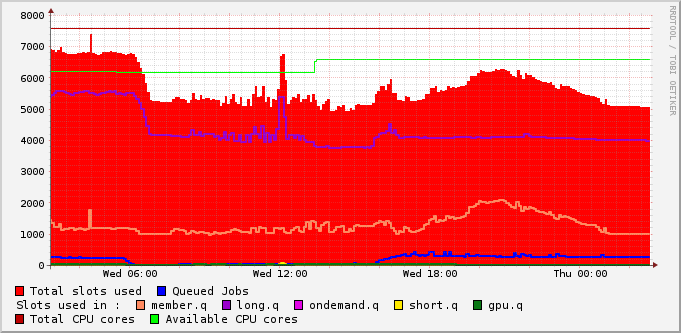 8000
7000
6000
5000
4000
3000
2000
1000
0
Wed 06:00 Wed 12:00 Wed 18:00 Thu 00:00
RRDTOOL / TOBI OETIKER
Total slots used Queued Jobs
Slots used in : member.q long.q ondemand.q short.q gpu.q
Total CPU cores Available CPU cores